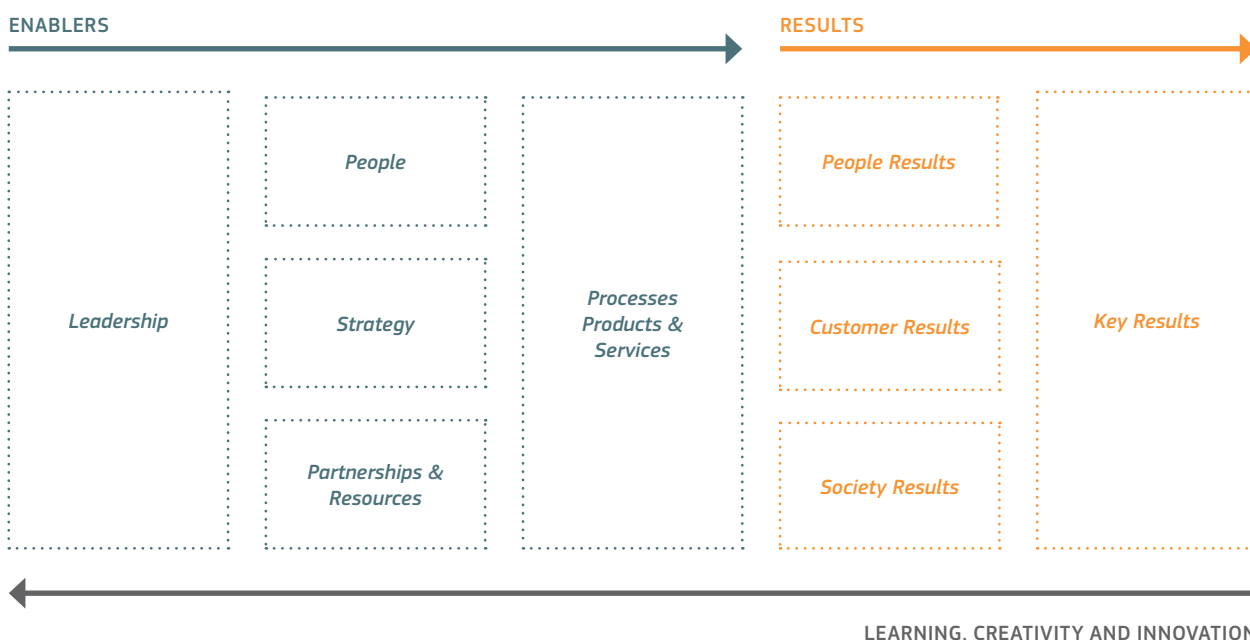 ENABLERS
RESULTS
Leadership
People
Strategy
Partnerships &
Resources
Processes
Products &
Services
People Results
Customer Results
Society Results
Key Results
LEARNING, CREATIVITY AND INNOVATION